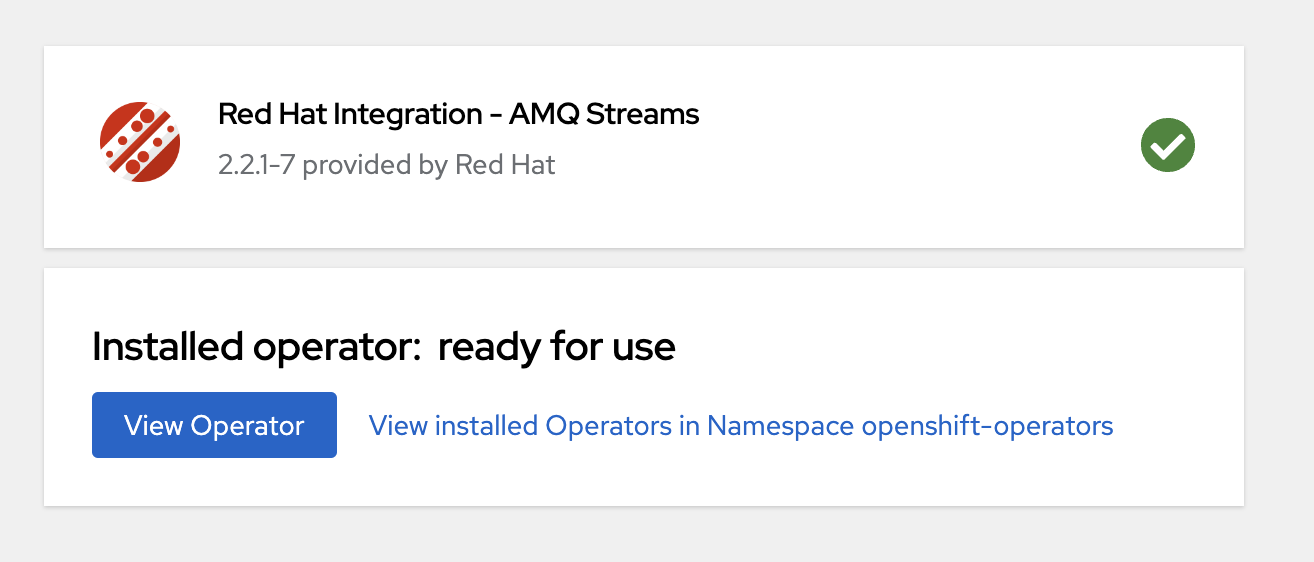 Red Hat Integration - AMQ Streams
2.2.1-7 provided by Red Hat
Installed operator: ready for use
View Operator
View installed Operators in Namespace openshift-operators